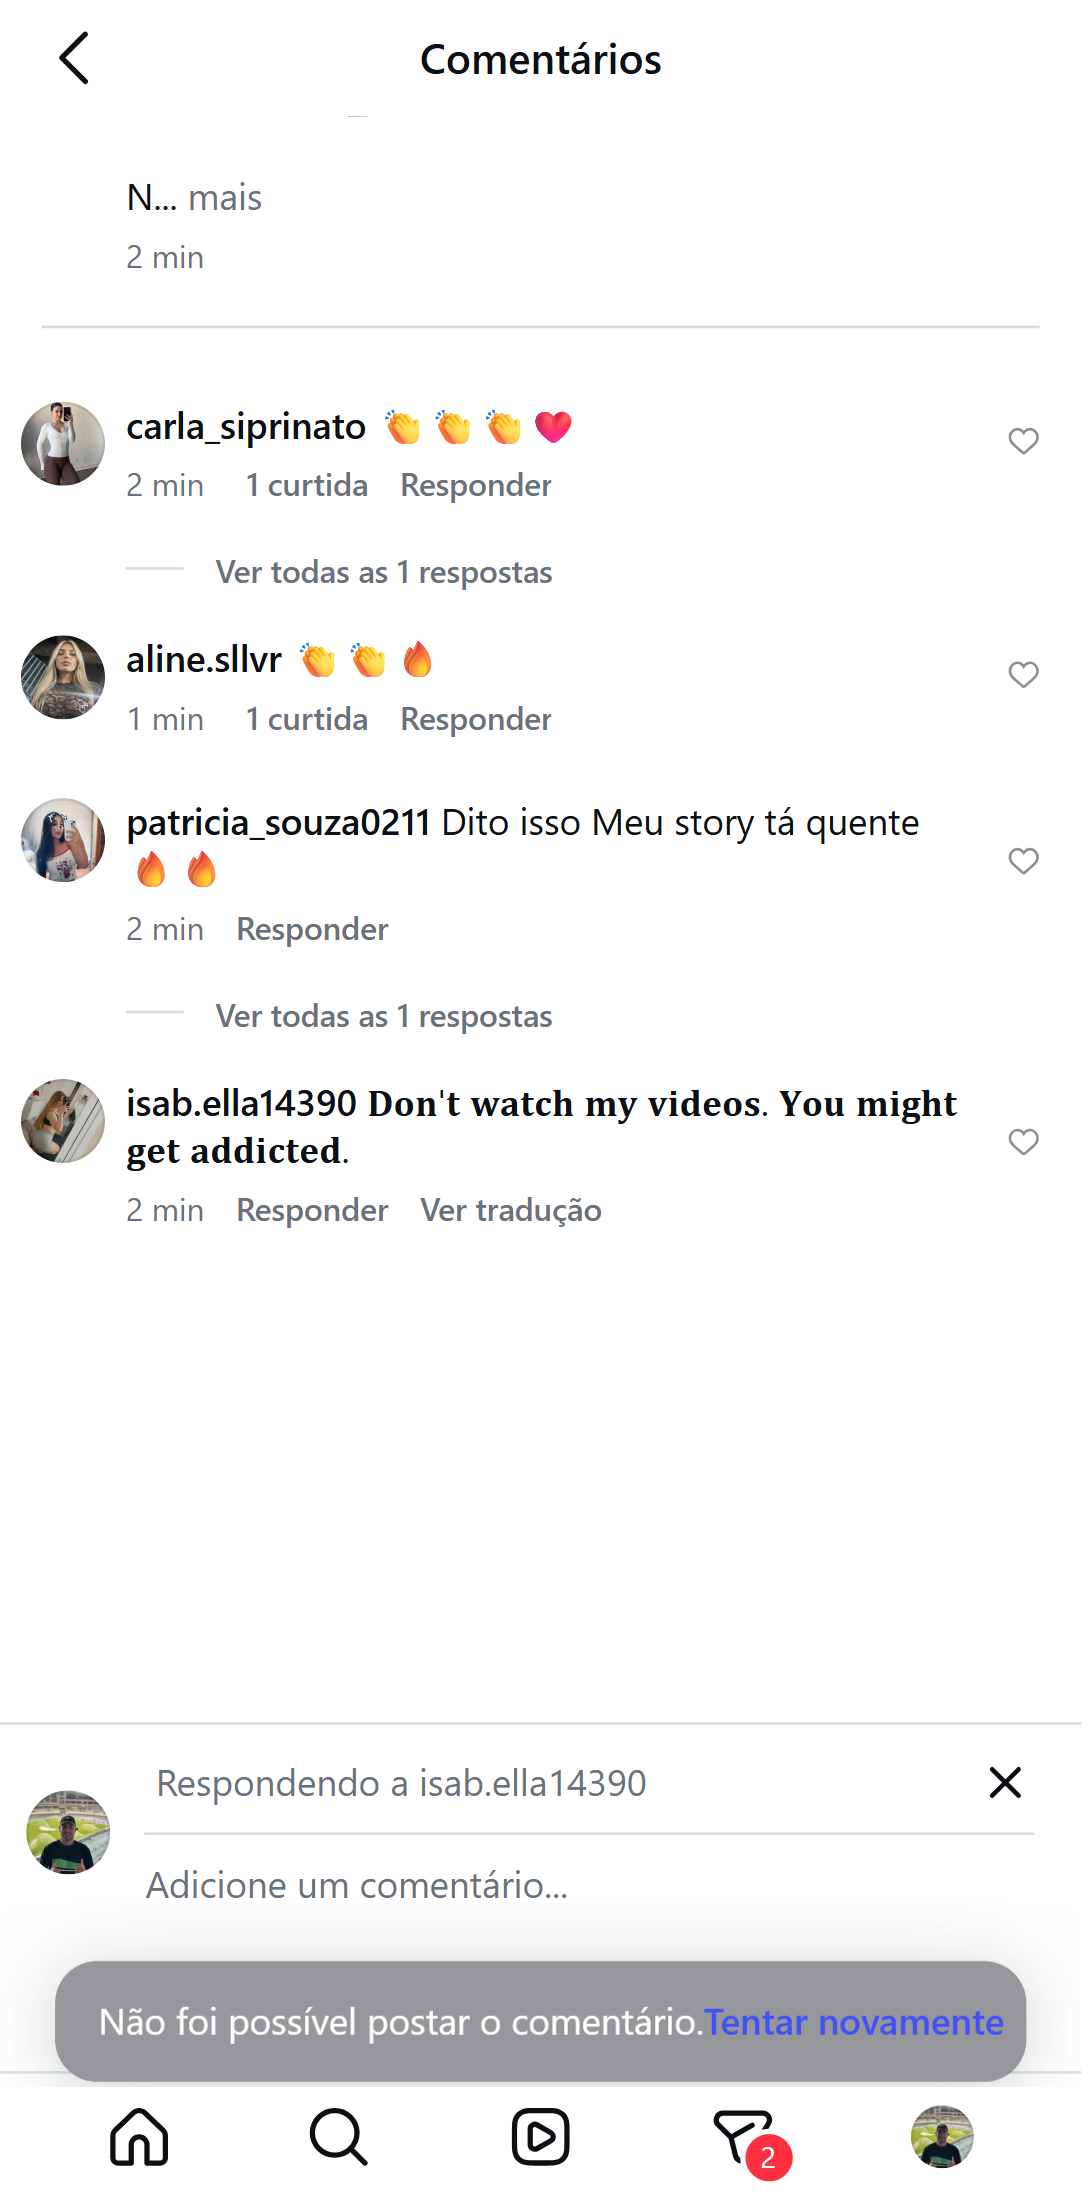 Comentários
N... mais
2 min
carla_siprinato 👏👏👏❤️
2 min 1 curtida Responder
Ver todas as 1 respostas
aline.sllvr 👏👏🔥
1 min 1 curtida Responder
patricia_souza0211 Dito isso Meu story tá quente
🔥🔥
2 min Responder
Ver todas as 1 respostas
isab.ella14390 𝐃𝐨𝐧'𝐭 𝐰𝐚𝐭𝐜𝐡 𝐦𝐲 𝐯𝐢𝐝𝐞𝐨𝐬. 𝐘𝐨𝐮 𝐦𝐢𝐠𝐡𝐭
𝐠𝐞𝐭 𝐚𝐝𝐝𝐢𝐜𝐭𝐞𝐝.
2 min Responder Ver tradução
Respondendo a isab.ella14390
Adicione um comentário...
Não foi possível postar o comentário.Tentar novamente
2